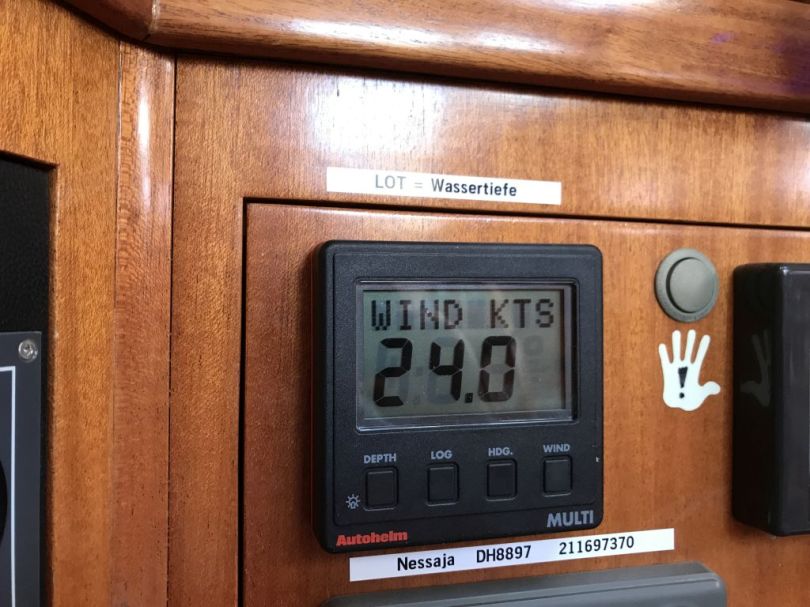 LOT = Wassertiefe
WIND KTS
24.0
DEPTH LOG HDG. WIND
Autohelm MULTI
Nessaja DH8897 211697370
!